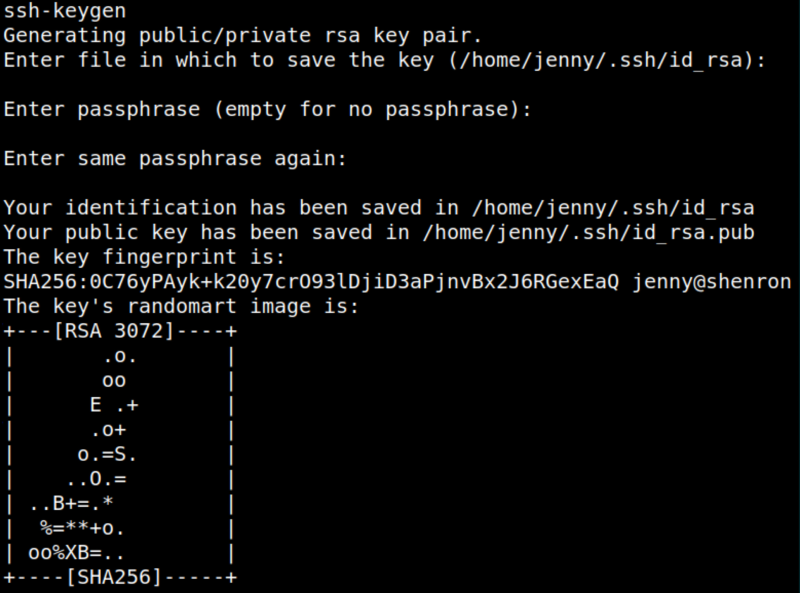 ssh-keygen
Generating public/private rsa key pair.
Enter file in which to save the key (/home/jenny/.ssh/id_rsa):
Enter passphrase (empty for no passphrase):
Enter same passphrase again:
Your identification has been saved in /home/jenny/.ssh/id_rsa
Your public key has been saved in /home/jenny/.ssh/id_rsa.pub
The key fingerprint is:
SHA256:0C76yPAyk+k20y7crO93lDjiD3aPjnvBx2J6RGexEaQ jenny@shenron
The key's randomart image is:
+---[RSA 3072]----+
|       .o.       |
|       oo        |
|      E .+       |
|      .o+        |
|     o.=S.       |
|    ..O.=        |
| ..B+=.*         |
|  %=**+o.        |
| oo%XB=..        |
+----[SHA256]-----+